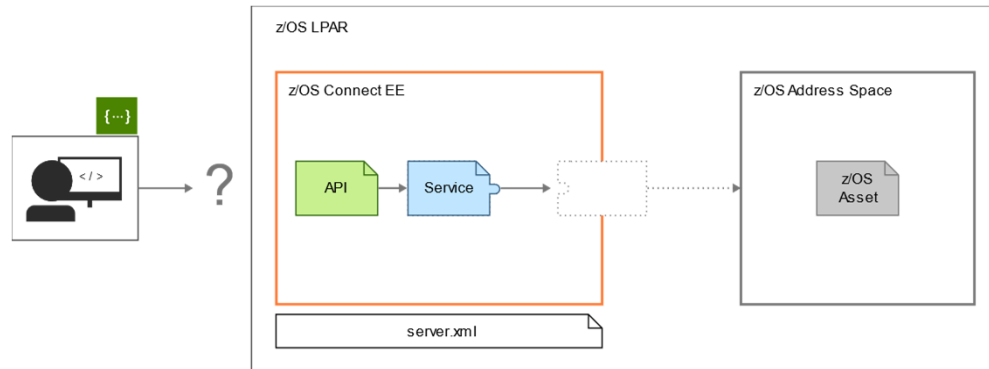 z/OS LPAR
z/OS Connect EE
z/OS Address Space
{...}
</>
?
API
Service
z/OS
Asset
server.xml